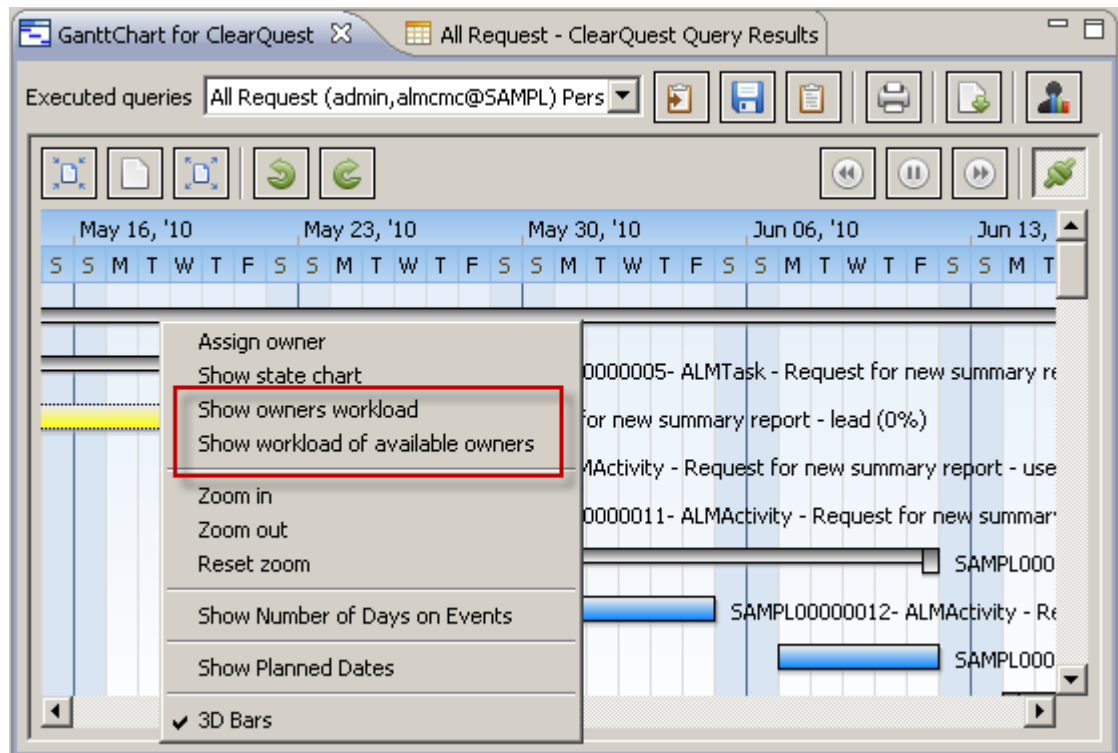 GanttChart for ClearQuest All Request - ClearQuest Query Results
Executed queries All Request (admin,almcmc@SAMPL) Pers
May 16, '10 May 23, '10 May 30, '10 Jun 06, '10 Jun 13,
S S M T W T F S S M T W T F S S M T W T F S S M T W T F S S M T
Assign owner
Show state chart 0000005- ALMTask - Request for new summary re
Show owners workload for new summary report - lead (0%)
Show workload of available owners
MActivity - Request for new summary report - use
Zoom in
Zoom out 0000011- ALMActivity - Request for new summar
Reset zoom SAMPL000
Show Number of Days on Events SAMPL00000012- ALMActivity - Re
Show Planned Dates SAMPL000
3D Bars